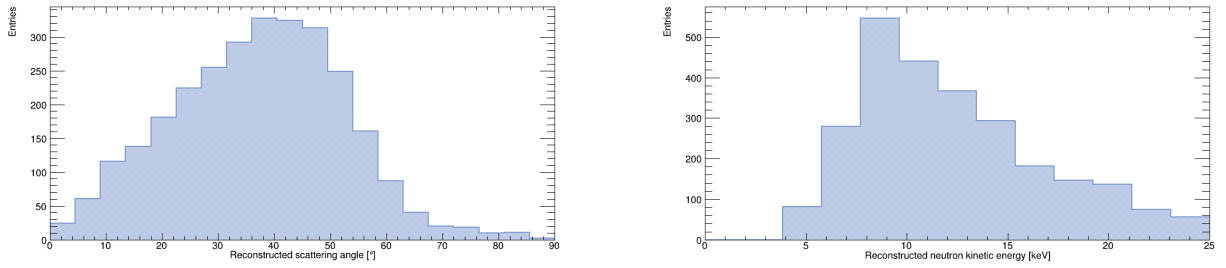 Entries
300
250
200
150
100
50
0
0 10 20 30 40 50 60 70 80 90
Reconstructed scattering angle [°]
Entries
500
400
300
200
100
0
0 5 10 15 20 25
Reconstructed neutron kinetic energy [keV]